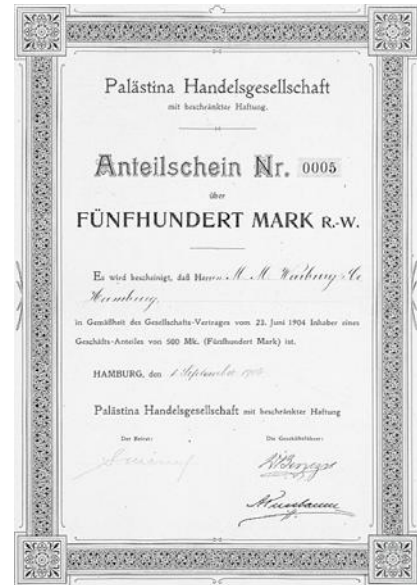 Palästina Handelsgesellschaft
mit beschränkter Haftung.
Anteilschein Nr. 0005
über
FÜNFHUNDERT MARK R.-W.
Es wird bescheinigt, daß Herrn M. M. Warburg & Co
Hamburg.
in Gemäßheit des Gesellschafts-Vertrages vom 22. Juni 1904 Inhaber eines
Geschäfts-Anteiles von 500 Mk. (Fünfhundert Mark) ist.
HAMBURG, den 1 September 1904
Palästina Handelsgesellschaft mit beschränkter Haftung
Der Beirat: Die Geschäftsführer: